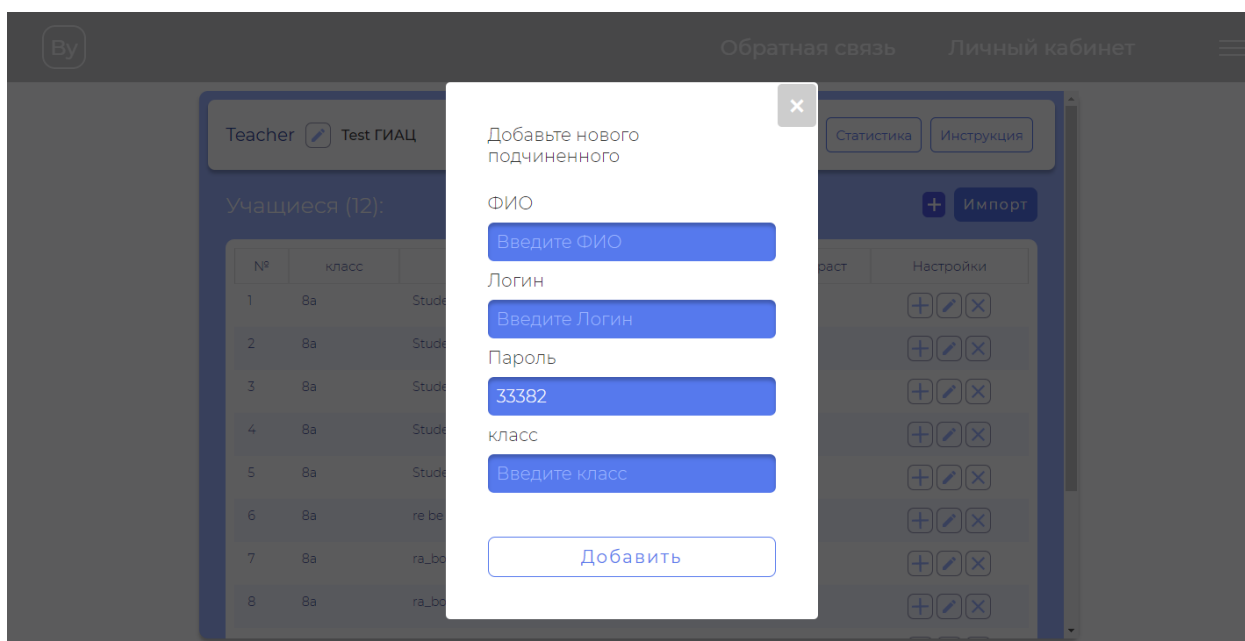 By
Обратная связь
Личный кабинет
Teacher
Test ГИАЦ
Статистика
Инструкция
Учащиеся (12):
Импорт
№
класс
Настройки
1
8а
2
8а
3
8а
4
8а
5
8а
6
8а
re be
7
8а
8
8а
Добавьте нового
подчиненного
ФИО
Введите ФИО
Логин
Введите Логин
Пароль
33382
класс
Введите класс
Добавить